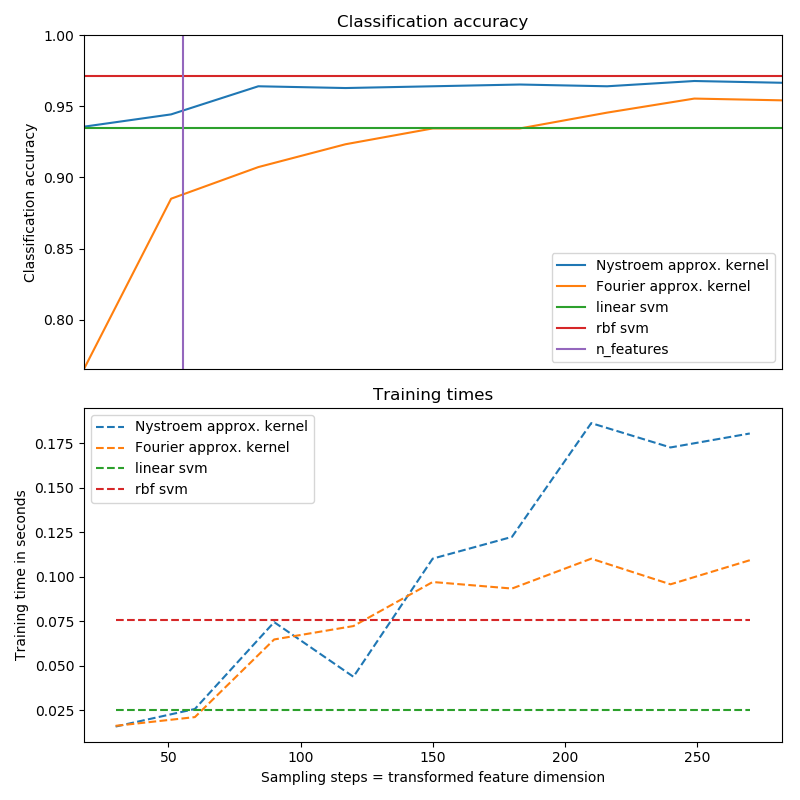 Classification accuracy
1.00
0.95
0.90
0.85
0.80
Classification accuracy
Nystroem approx. kernel
Fourier approx. kernel
linear svm
rbf svm
n_features
Training times
0.175
0.150
0.125
0.100
0.075
0.050
0.025
Training time in seconds
Nystroem approx. kernel
Fourier approx. kernel
linear svm
rbf svm
50 100 150 200 250
Sampling steps = transformed feature dimension